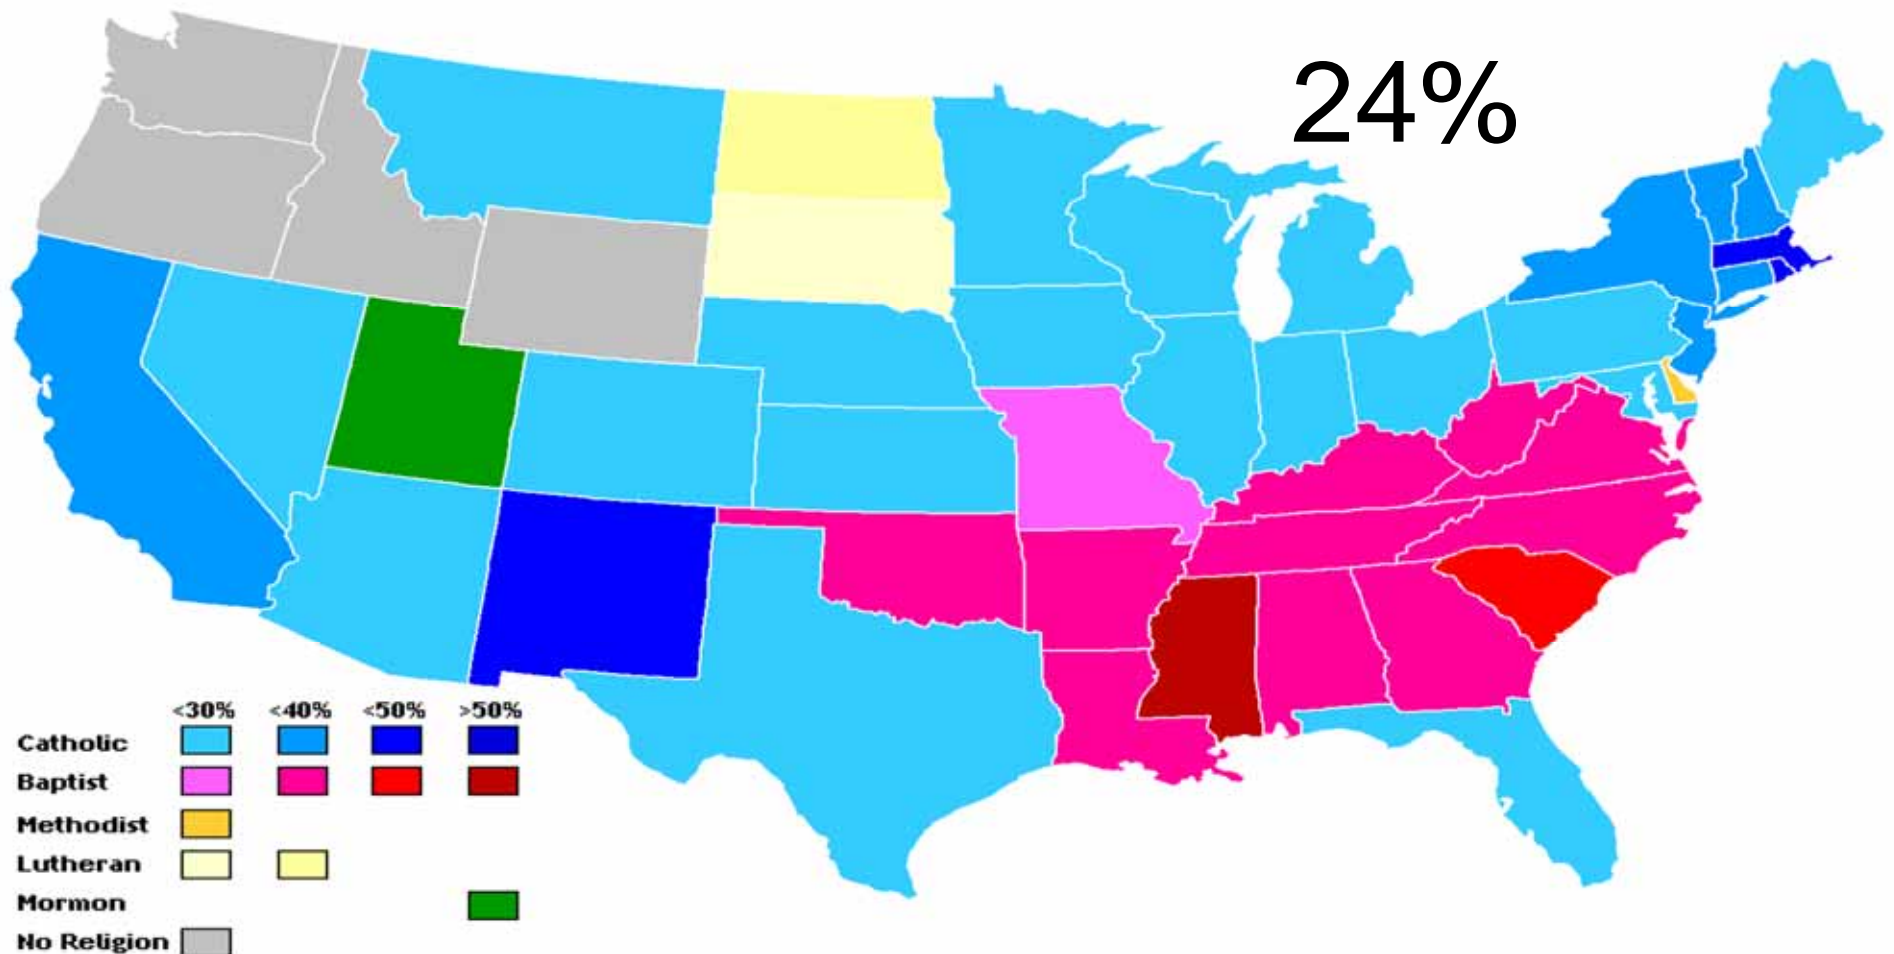 24%
<30% <40% <50% >50%
Catholic
Baptist
Methodist
Lutheran
Mormon
No Religion